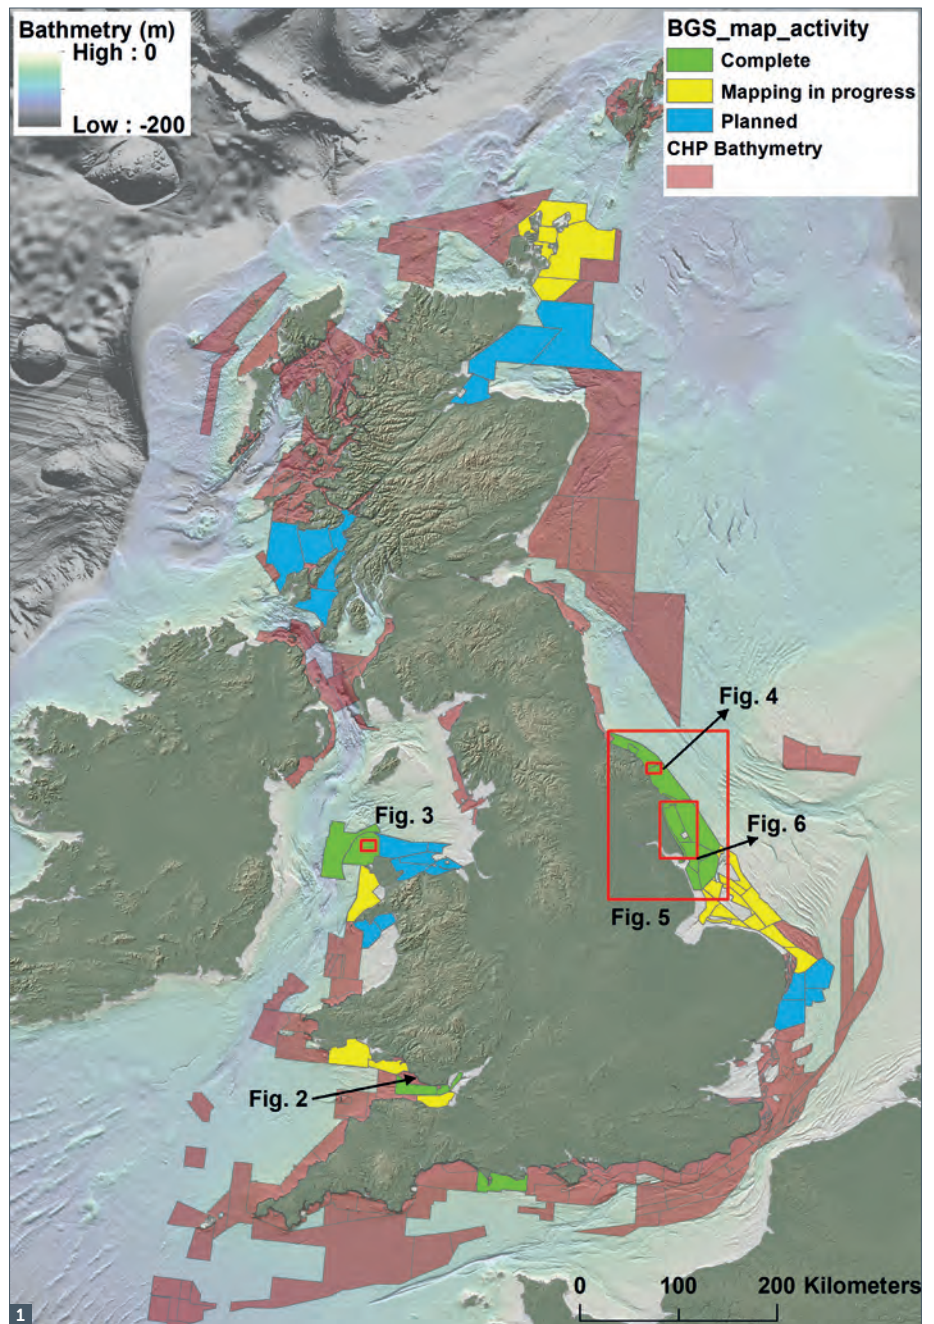 Bathmetry (m)
High : 0
Low : -200
BGS_map_activity
Complete
Mapping in progress
Planned
CHP Bathymetry
Fig. 4
Fig. 3
Fig. 6
Fig. 5
Fig. 2
0 100 200 Kilometers
1